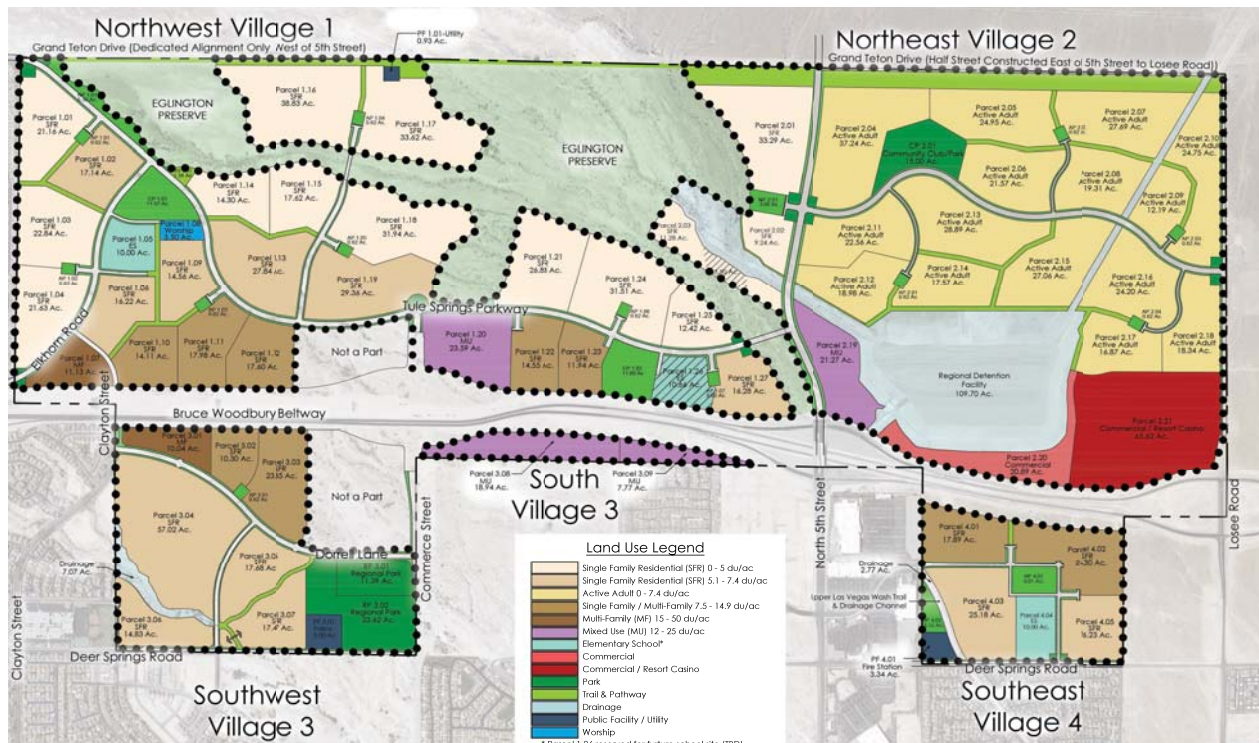 Northwest Village 1
Grand Teton Drive (Dedicated Alignment Only West of 5th Street)
PF 1.01-Utility
0.93 Ac.
Northeast Village 2
Grand Teton Drive (Half Street Constructed East of 5th Street to Losee Road))
EGLINGTON
PRESERVE
EGLINGTON
PRESERVE
Parcel 1.01
SFR
21.16 Ac.
Parcel 1.02
SFR
17.14 Ac.
Parcel 1.03
SFR
22.84 Ac.
Parcel 1.04
SFR
21.63 Ac.
Parcel 1.05
ES
10.00 Ac.
Parcel 1.06
SFR
16.22 Ac.
Parcel 1.07
MF
11.13 Ac.
Parcel 1.08
Worship
Parcel 1.09
SFR
14.56 Ac.
Parcel 1.10
SFR
14.11 Ac.
Parcel 1.11
SFR
17.98 Ac.
Parcel 1.12
SFR
17.60 Ac.
Parcel 1.13
SFR
27.84 Ac.
Parcel 1.14
SFR
14.30 Ac.
Parcel 1.15
SFR
17.62 Ac.
Parcel 1.16
SFR
38.83 Ac.
Parcel 1.17
SFR
33.62 Ac.
Parcel 1.18
SFR
31.94 Ac.
Parcel 1.19
SFR
29.36 Ac.
Parcel 1.20
MU
23.59 Ac.
Parcel 1.21
SFR
26.81 Ac.
Parcel 1.22
SFR
14.55 Ac.
Parcel 1.23
SFR
11.94 Ac.
Parcel 1.24
SFR
31.51 Ac.
Parcel 1.25
SFR
12.42 Ac.
Parcel 1.26
ES
Parcel 1.27
SFR
16.28 Ac.
Elkhorn Road
Tule Springs Parkway
Not a Part
Parcel 2.01
SFR
33.29 Ac.
Parcel 2.02
SFR
9.24 Ac.
Parcel 2.03
SFR
Parcel 2.04
Active Adult
37.24 Ac.
Parcel 2.05
Active Adult
24.95 Ac.
Parcel 2.06
Active Adult
21.57 Ac.
Parcel 2.07
Active Adult
27.69 Ac.
Parcel 2.08
Active Adult
19.31 Ac.
Parcel 2.09
Active Adult
12.19 Ac.
Parcel 2.10
Active Adult
24.75 Ac.
CP 2.01
Community Club/Park
15.00 Ac.
Parcel 2.11
Active Adult
22.56 Ac.
Parcel 2.12
Active Adult
18.98 Ac.
Parcel 2.13
Active Adult
28.89 Ac.
Parcel 2.14
Active Adult
17.57 Ac.
Parcel 2.15
Active Adult
27.06 Ac.
Parcel 2.16
Active Adult
24.20 Ac.
Parcel 2.17
Active Adult
16.87 Ac.
Parcel 2.18
Active Adult
18.34 Ac.
Parcel 2.19
MU
21.27 Ac.
Regional Detention
Facility
109.70 Ac.
Parcel 2.20
Commercial
20.89 Ac.
Parcel 2.21
Commercial / Resort Casino
65.62 Ac.
Clayton Street
Bruce Woodbury Beltway
Parcel 3.01
MF
10.04 Ac.
Parcel 3.02
SFR
10.30 Ac.
Parcel 3.03
SFR
Parcel 3.04
SFR
57.02 Ac.
SFR
17.68 Ac.
Parcel 3.06
SFR
14.83 Ac.
Parcel 3.07
SFR
Drainage
7.07 Ac.
Not a Part
Dorrell Lane
RP 3.01
Regional Park
11.39 Ac.
RP 3.02
Regional Park
23.62 Ac.
Commerce Street
Clayton Street
Deer Springs Road
Southwest
Village 3
Parcel 3.08
MU
18.94 Ac.
Parcel 3.09
MU
7.77 Ac.
South
Village 3
North 5th Street
Losee Road
Parcel 4.01
SFR
17.89 Ac.
Parcel 4.02
SFR
Parcel 4.03
SFR
25.18 Ac.
Parcel 4.04
ES
10.00 Ac.
Parcel 4.05
SFR
Drainage
2.77 Ac.
Upper Las Vegas Wash Trail
& Drainage Channel
PF 4.01
Fire Station
3.34 Ac.
Deer Springs Road
Southeast
Village 4
Land Use Legend
Single Family Residential (SFR) 0 - 5 du/ac
Single Family Residential (SFR) 5.1 - 7.4 du/ac
Active Adult 0 - 7.4 du/ac
Single Family / Multi-Family 7.5 - 14.9 du/ac
Multi-Family (MF) 15 - 50 du/ac
Mixed Use (MU) 12 - 25 du/ac
Elementary School*
Commercial
Commercial / Resort Casino
Park
Trail & Pathway
Drainage
Public Facility / Utility
Worship